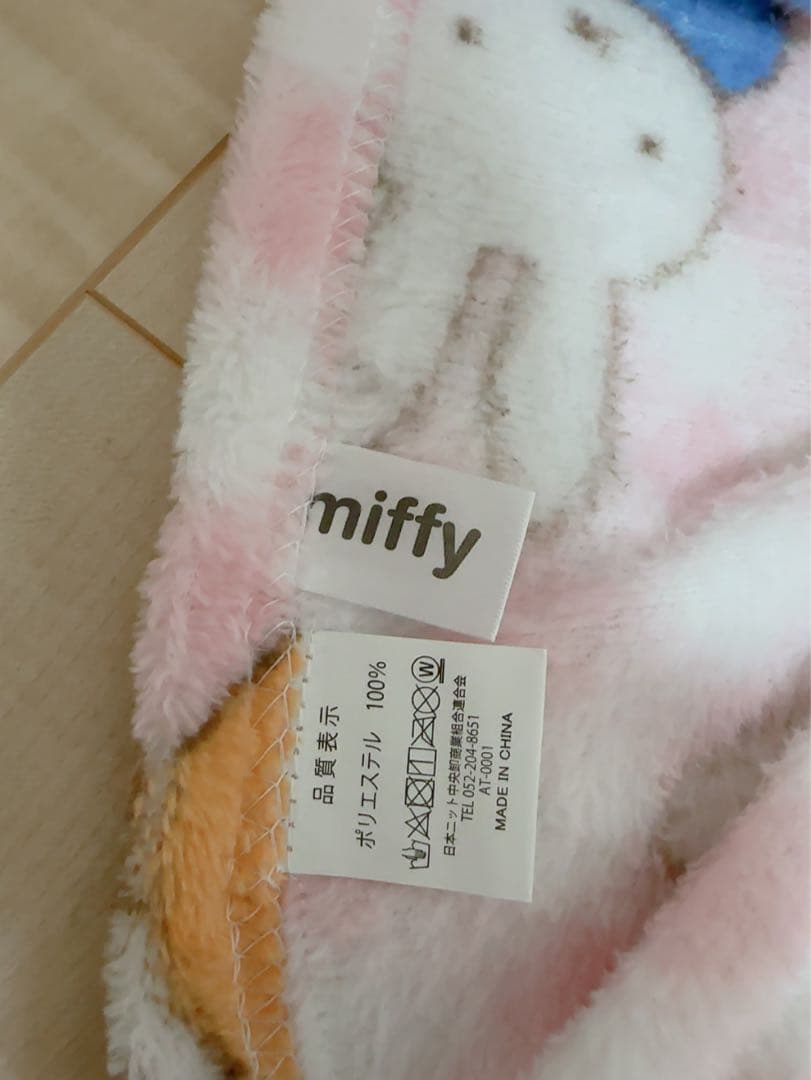 miffy
品質表示
ポリエステル 100%
W
日本ニット中央卸商業組合連合会
TEL 052-204-8651
AT-0001
MADE IN CHINA